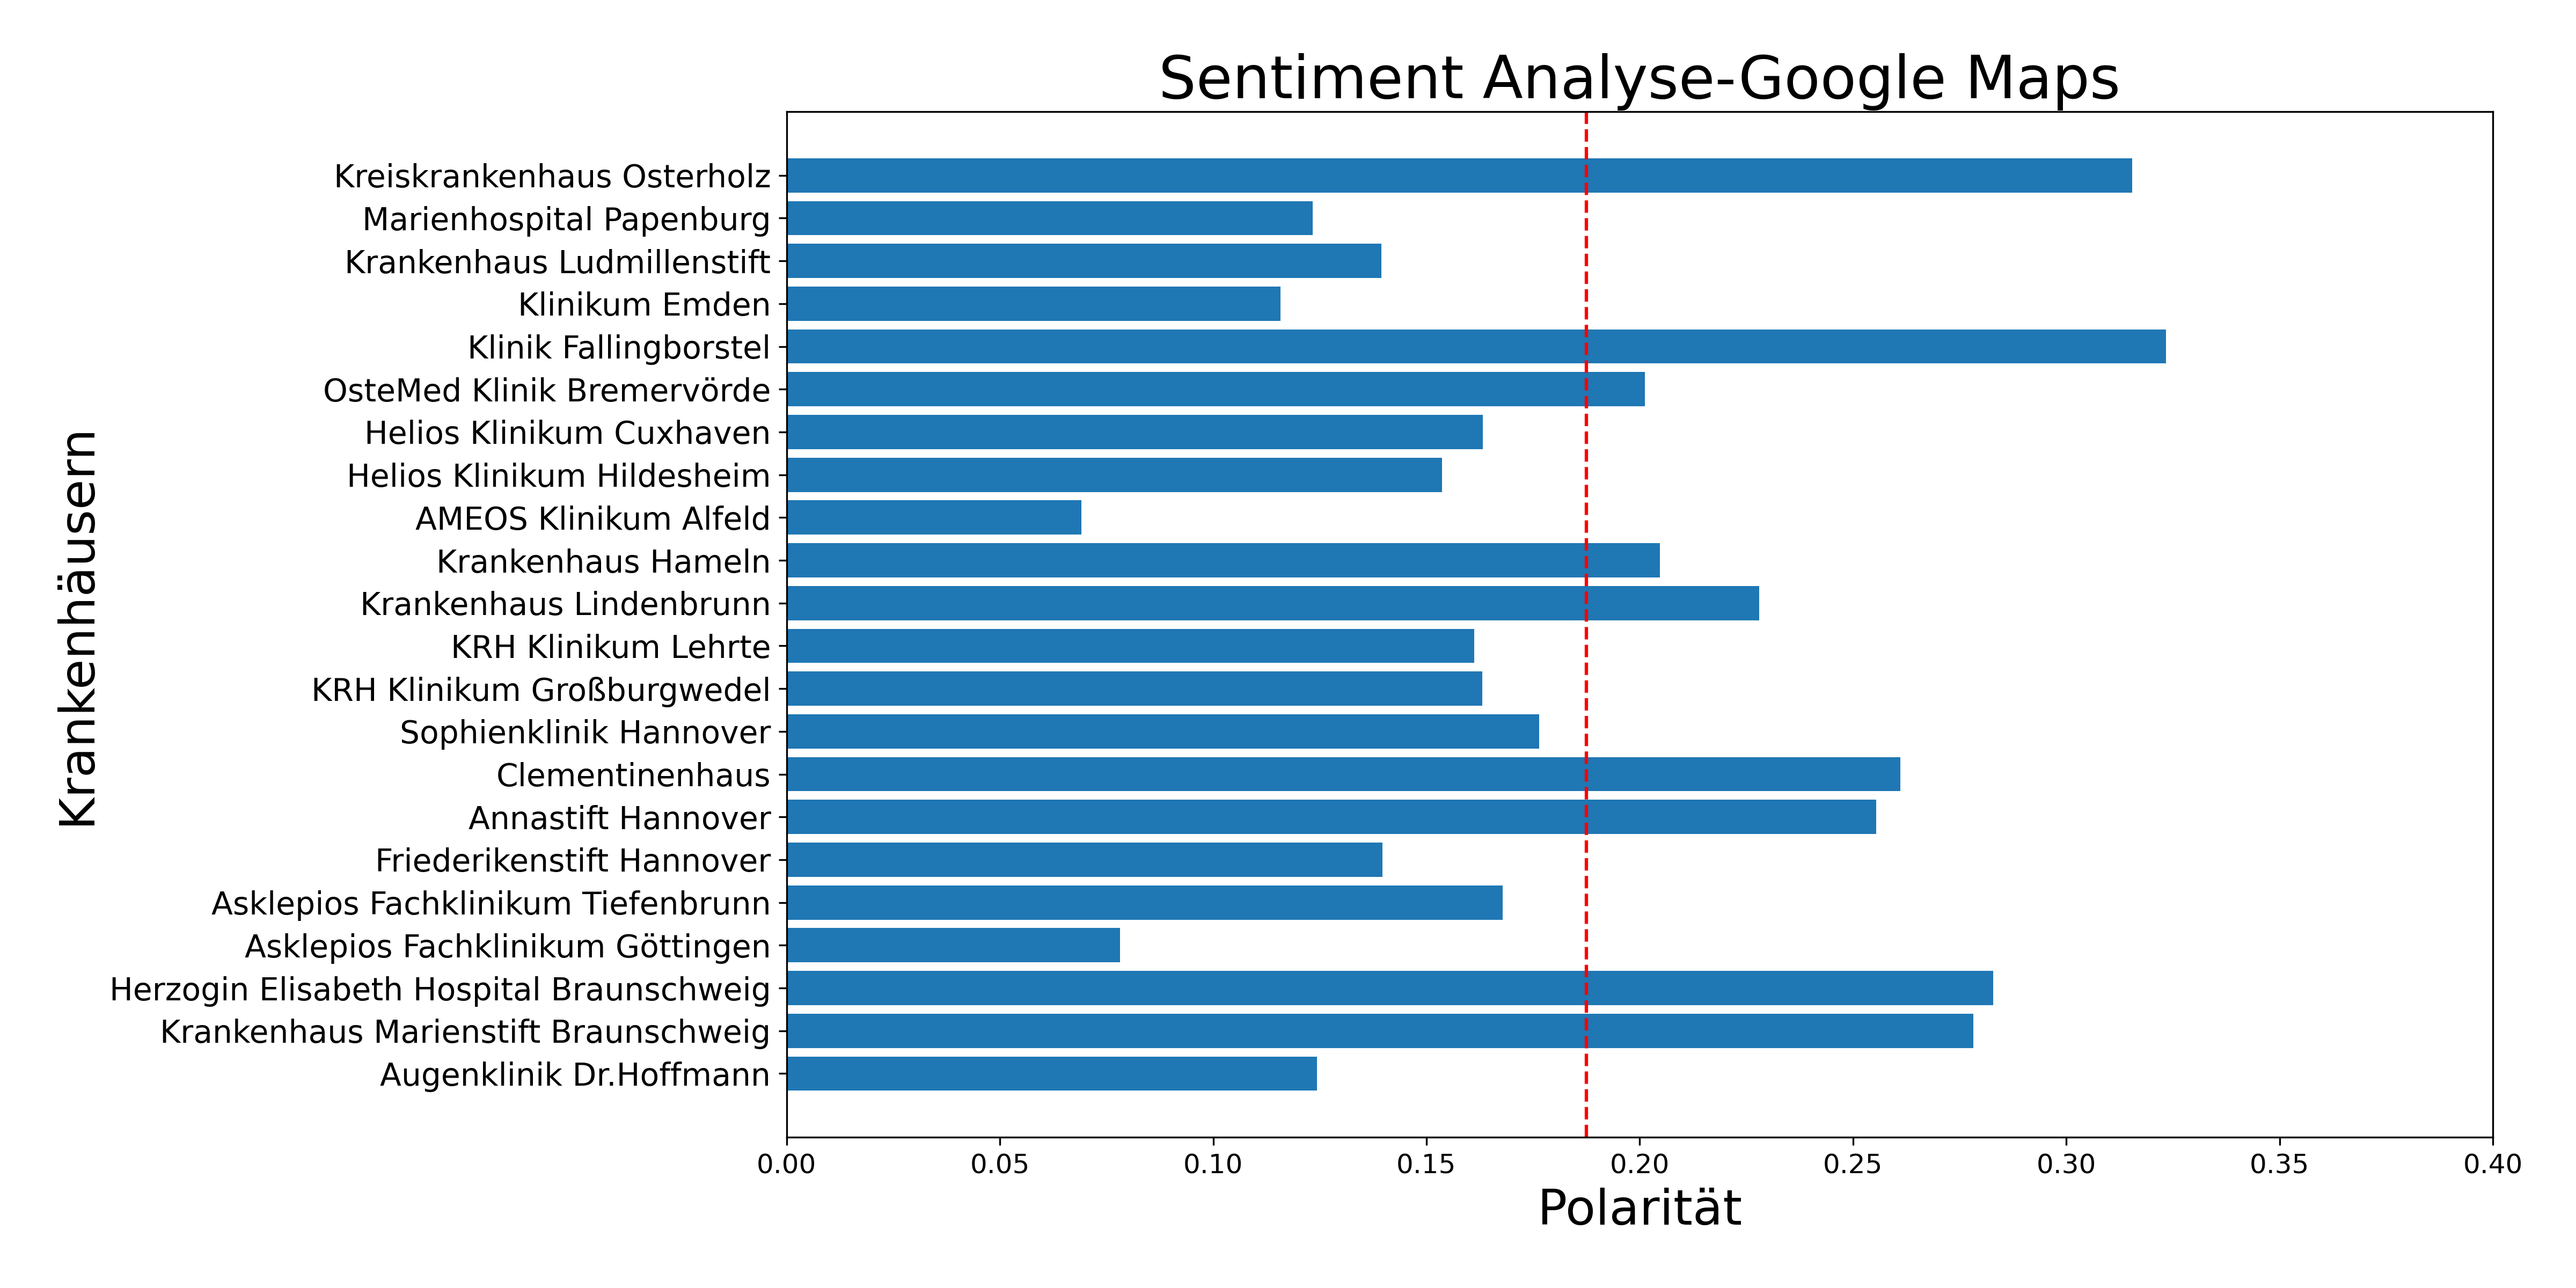 Sentiment Analyse-Google Maps
Krankenhäusern
Kreiskrankenhaus Osterholz
Marienhospital Papenburg
Krankenhaus Ludmillenstift
Klinikum Emden
Klinik Fallingborstel
OsteMed Klinik Bremervörde
Helios Klinikum Cuxhaven
Helios Klinikum Hildesheim
AMEOS Klinikum Alfeld
Krankenhaus Hameln
Krankenhaus Lindenbrunn
KRH Klinikum Lehrte
KRH Klinikum Großburgwedel
Sophienklinik Hannover
Clementinenhaus
Annastift Hannover
Friederikenstift Hannover
Asklepios Fachklinikum Tiefenbrunn
Asklepios Fachklinikum Göttingen
Herzogin Elisabeth Hospital Braunschweig
Krankenhaus Marienstift Braunschweig
Augenklinik Dr.Hoffmann
0.00 0.05 0.10 0.15 0.20 0.25 0.30 0.35 0.40
Polarität